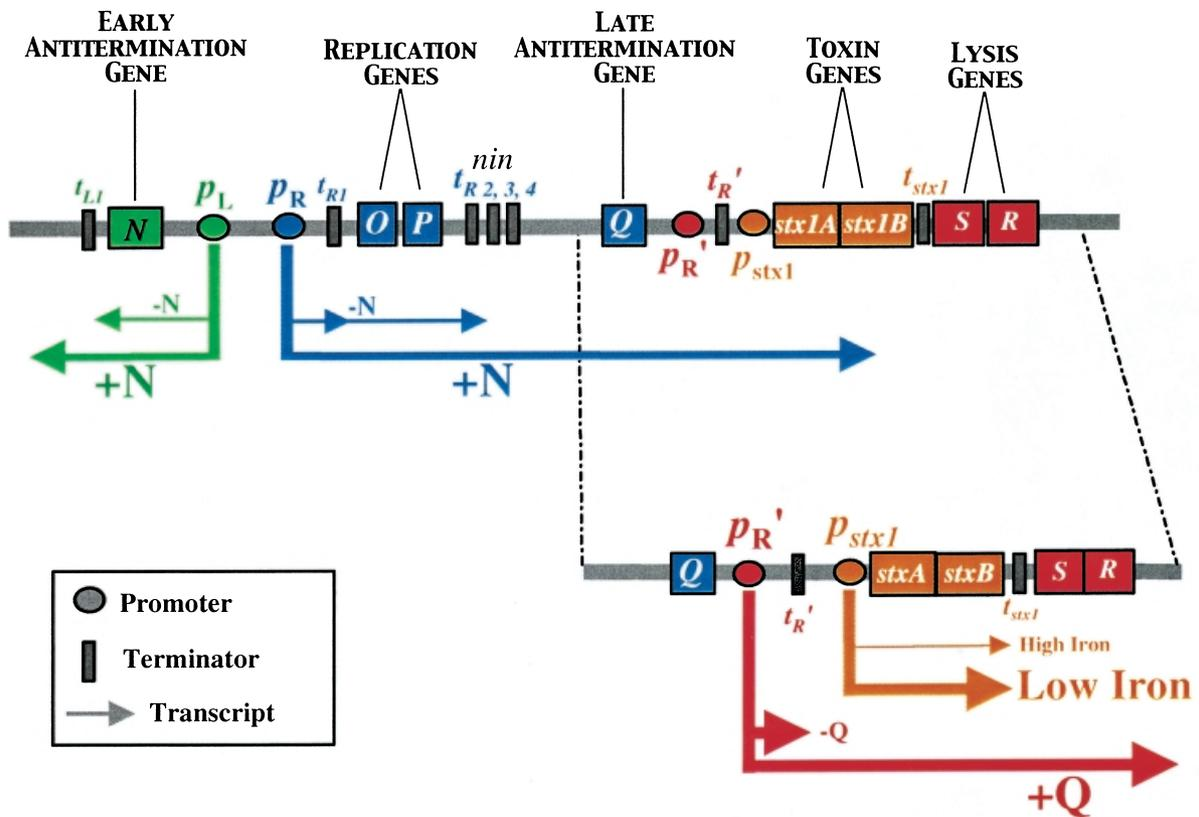 EARLY
ANTITERMINATION
GENE
REPLICATION
GENES
LATE
ANTITERMINATION
GENE
TOXIN
GENES
LYSIS
GENES
tL1
N
pL
pR
tR1
O
P
nin
tR 2, 3, 4
Q
pR'
tR'
pstx1
stx1A
stx1B
tstx1
S
R
-N
-N
+N
+N
pR'
pstx1
Q
stxA
stxB
S
R
tR'
tstx1
High Iron
Low Iron
-Q
+Q
Promoter
Terminator
Transcript